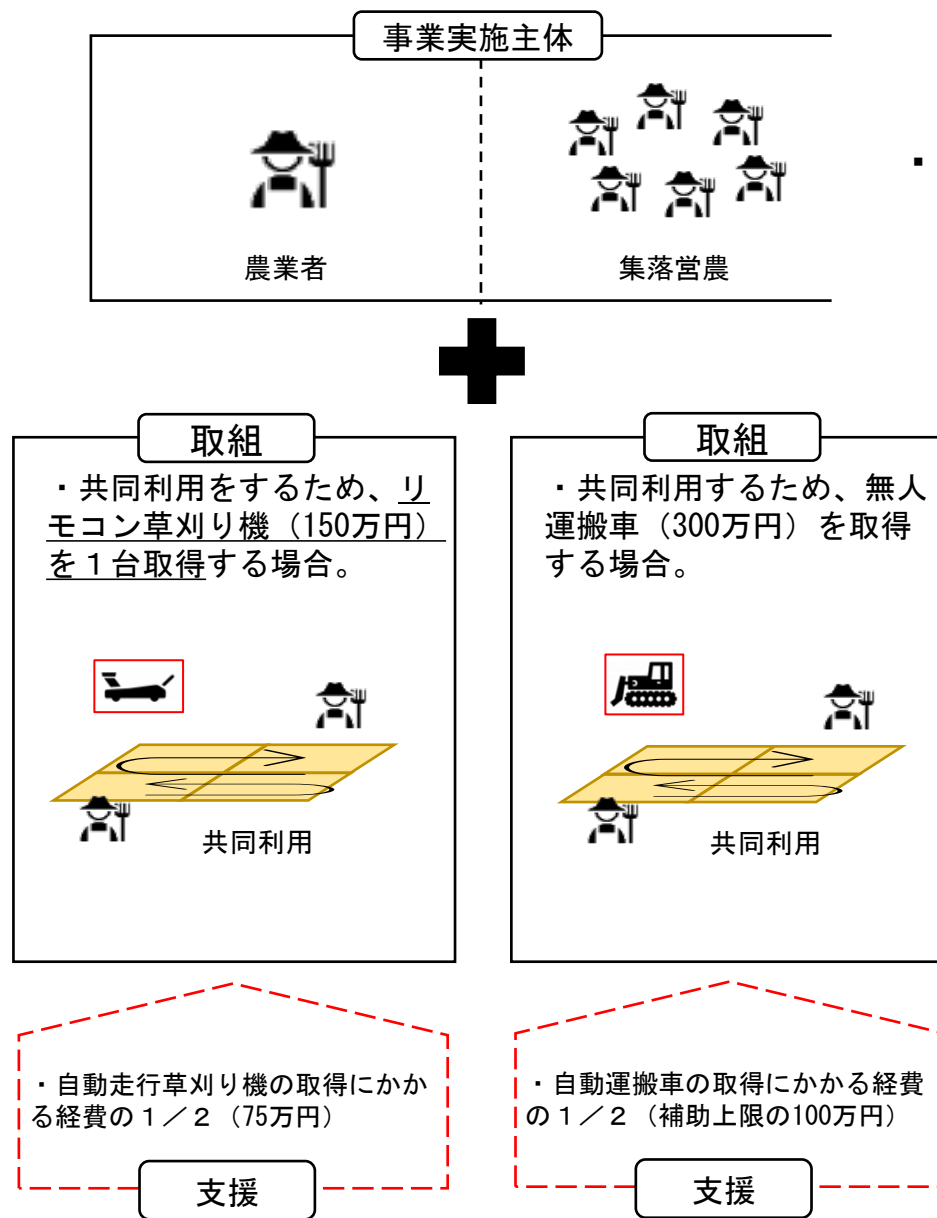 事業実施主体
農業者
集落営農
・
取組
・共同利用をするため、リ
モコン草刈り機（150万円）
を１台取得する場合。
共同利用
取組
・共同利用するため、無人
運搬車（300万円）を取得
する場合。
共同利用
・自動走行草刈り機の取得にかか
る経費の１／２（75万円）
支援
・自動運搬車の取得にかかる経費
の１／２（補助上限の100万円）
支援